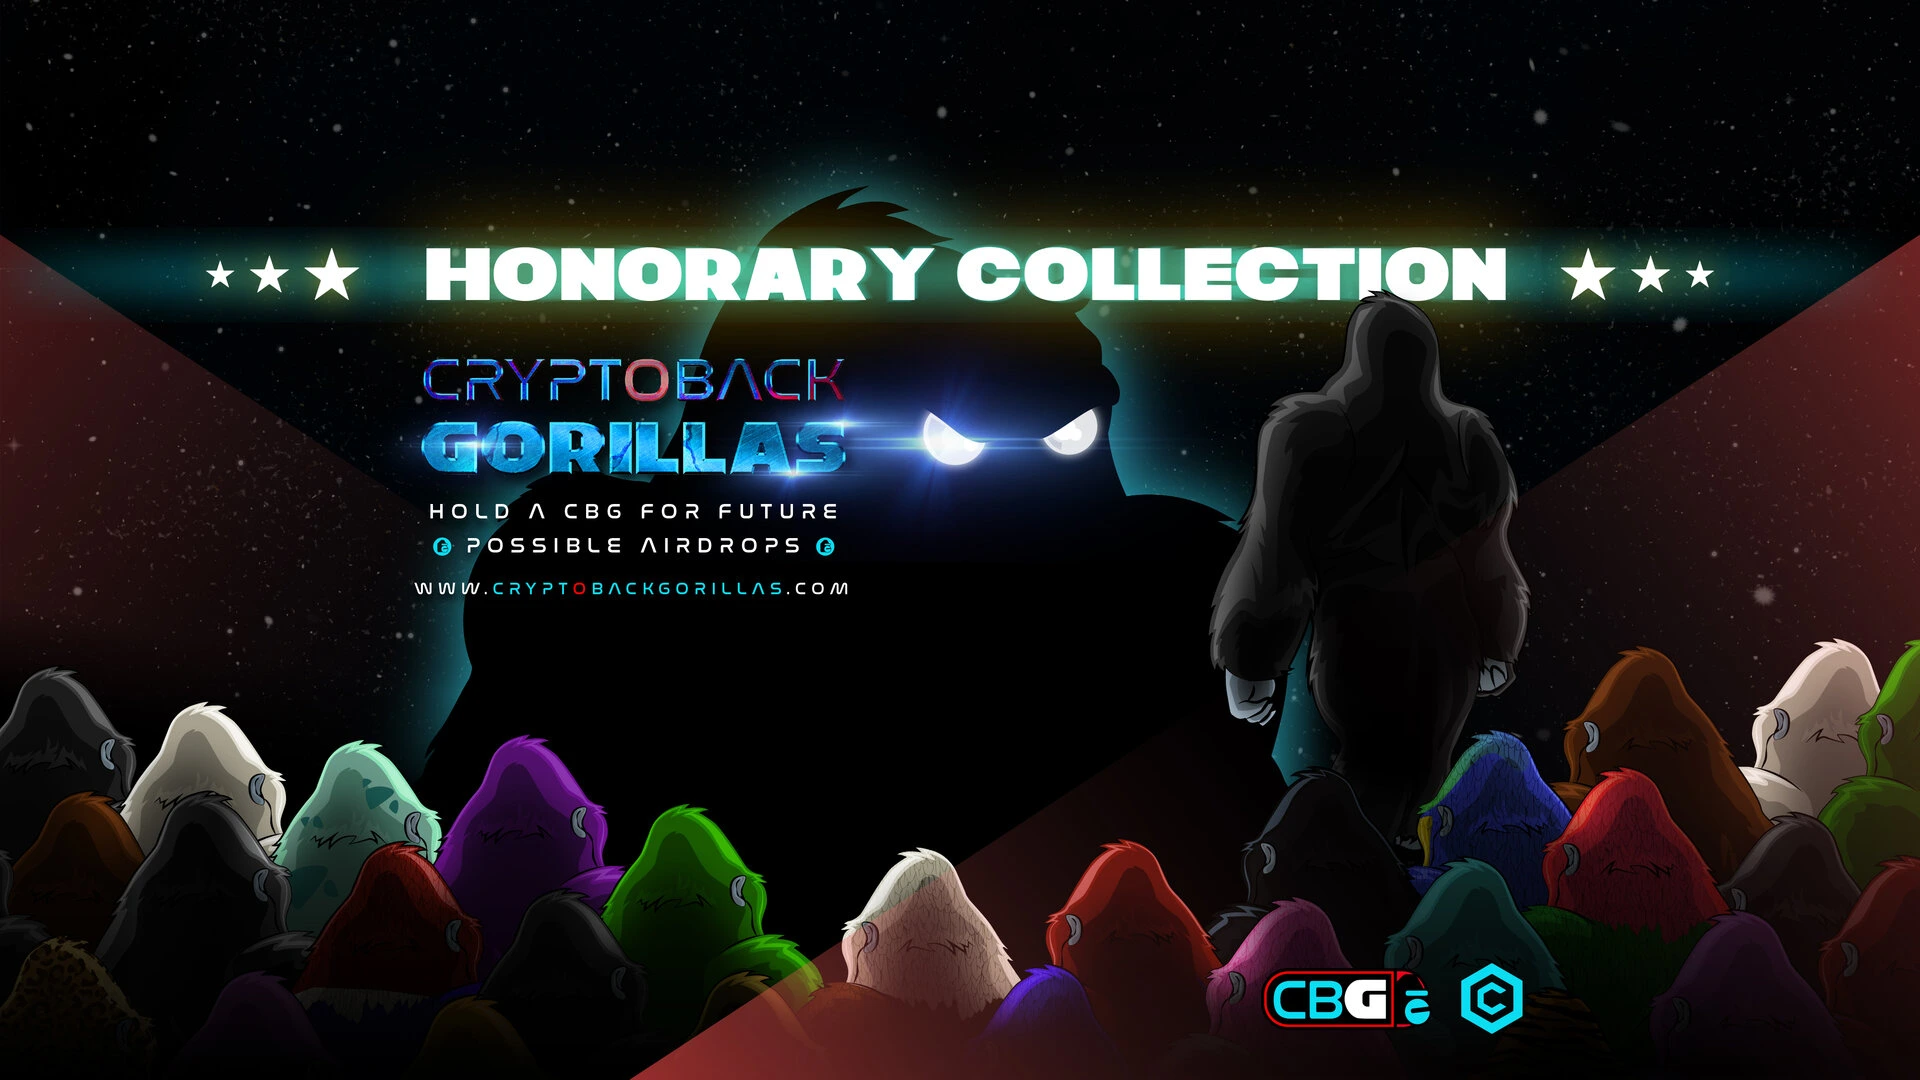 HONORARY COLLECTION
CRYPTOBACK
GORILLAS
HOLD A CBG FOR FUTURE
POSSIBLE AIRDROPS
WWW.CRYPTOBACKGORILLAS.COM
CBG
C